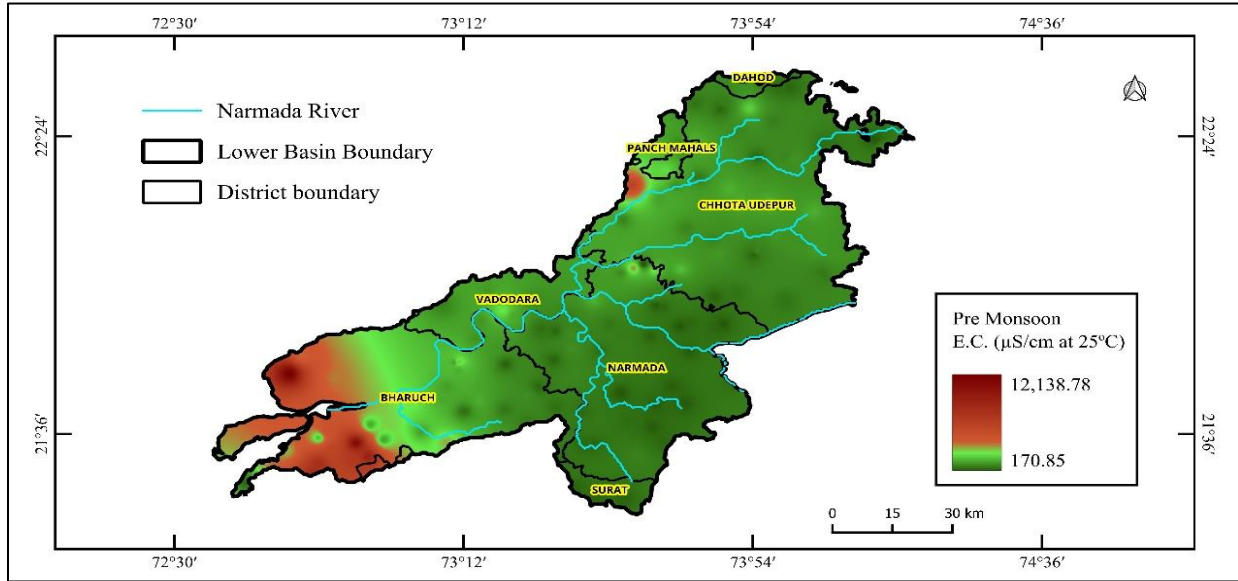 72°30′ 73°12′ 73°54′ 74°36′
Narmada River
Lower Basin Boundary
District boundary
22°24′
22°24′
DAHOD
PANCH MAHALS
CHHOTA UDEPUR
VADODARA
NARMADA
BHARUCH
SURAT
21°36′
21°36′
Pre Monsoon
E.C. (µS/cm at 25ºC)
12,138.78
170.85
0 15 30 km
72°30′ 73°12′ 73°54′ 74°36′